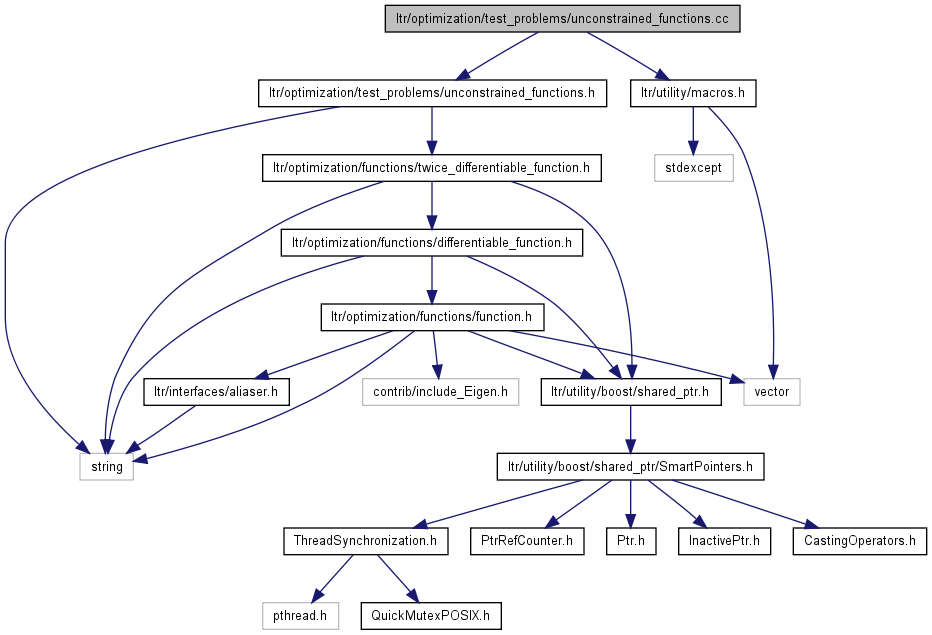 ltr/optimization/test_problems/unconstrained_functions.cc
ltr/optimization/test_problems/unconstrained_functions.h
ltr/utility/macros.h
ltr/optimization/functions/twice_differentiable_function.h
stdexcept
ltr/optimization/functions/differentiable_function.h
ltr/optimization/functions/function.h
ltr/interfaces/aliaser.h
contrib/include_Eigen.h
ltr/utility/boost/shared_ptr.h
vector
string
ltr/utility/boost/shared_ptr/SmartPointers.h
ThreadSynchronization.h
PtrRefCounter.h
Ptr.h
InactivePtr.h
CastingOperators.h
pthread.h
QuickMutexPOSIX.h